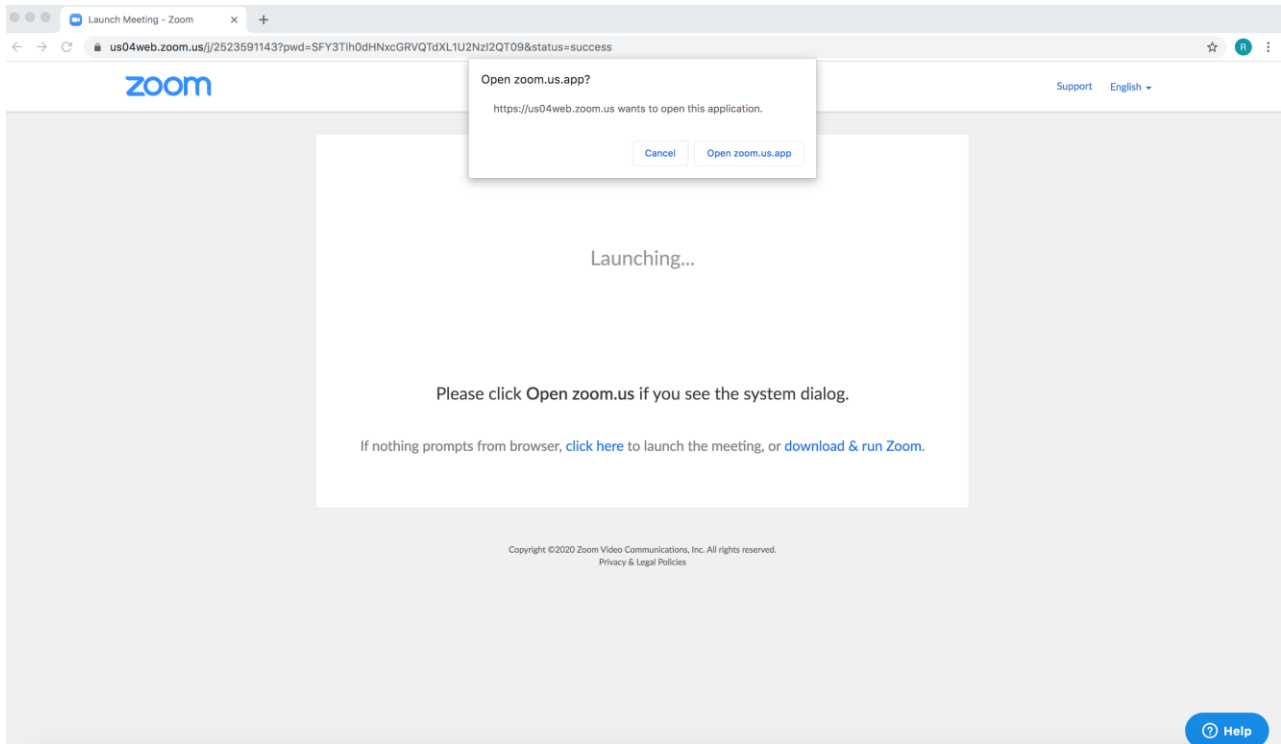 Launch Meeting - Zoom
us04web.zoom.us/j/2523591143?pwd=SFY3Tlh0dHNxcGRVQTdXL1U2NzI2QT09&status=success
R
zoom
Support English
Open zoom.us.app?
https://us04web.zoom.us wants to open this application.
Cancel Open zoom.us.app
Launching...
Please click Open zoom.us if you see the system dialog.
If nothing prompts from browser, click here to launch the meeting, or download & run Zoom.
Copyright ©2020 Zoom Video Communications, Inc. All rights reserved.
Privacy & Legal Policies
Help